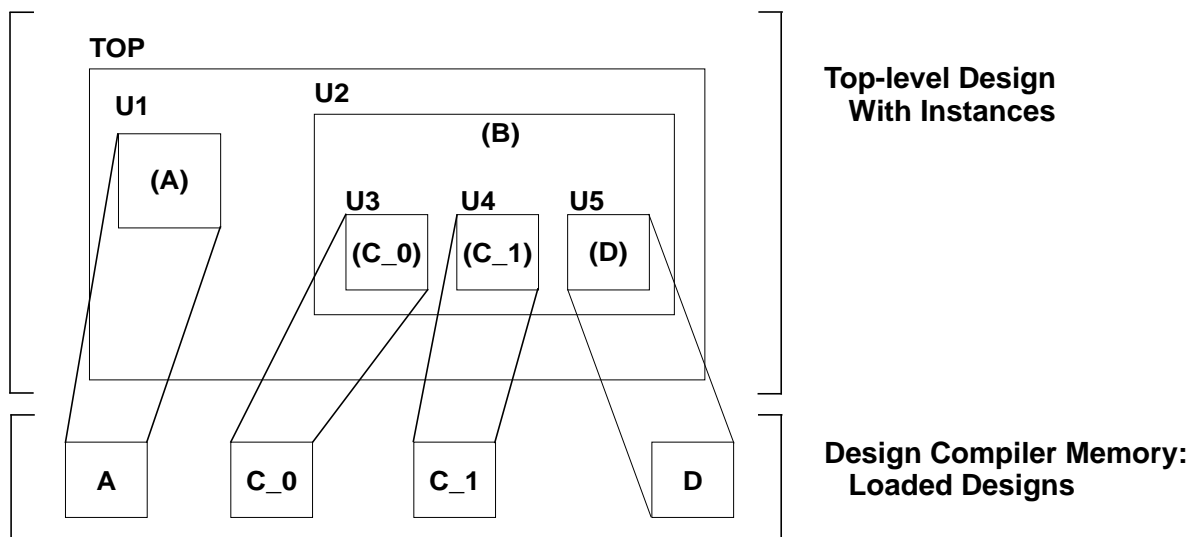 TOP
U1
U2
(A)
(B)
U3
U4
U5
(C_0)
(C_1)
(D)
Top-level Design
With Instances
A
C_0
C_1
D
Design Compiler Memory:
Loaded Designs